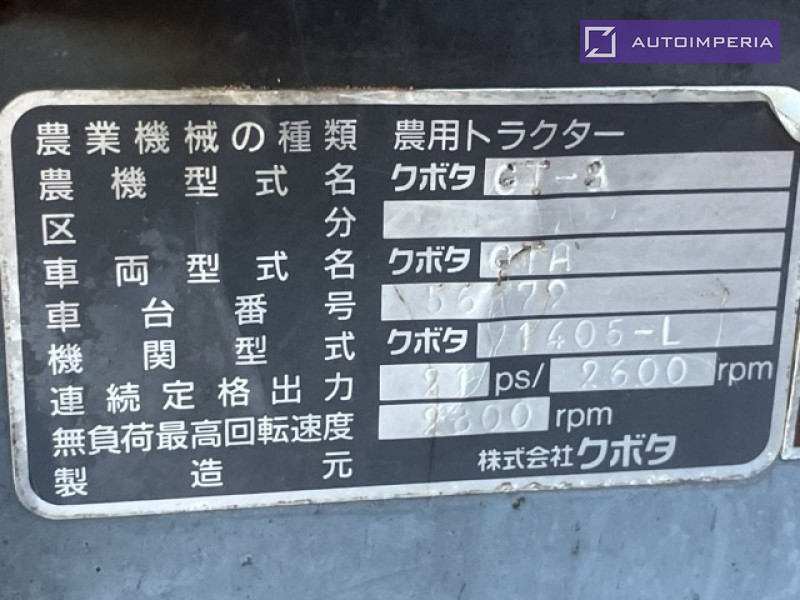 AUTOIMPERIA
農業機械の種類 農用トラクター
農機型式名 クボタ GT-3
区分
車両型式名 クボタ GTA
車台番号 56772
機関型式 クボタ V1405-L
連続定格出力 21 ps/ 2600 rpm
無負荷最高回転速度 2800 rpm
製造元 株式会社クボタ